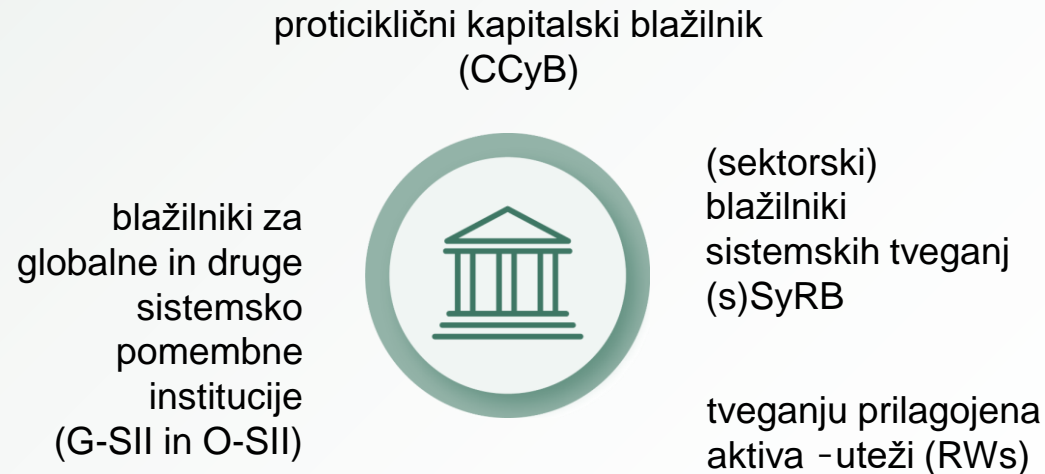 proticiklični kapitalski blažilnik
(CCyB)
blažilniki za
globalne in druge
sistemsko
pomembne
institucije
(G-SII in O-SII)
(sektorski)
blažilniki
sistemskih tveganj
(s)SyRB
tveganju prilagojena
aktiva -uteži (RWs)